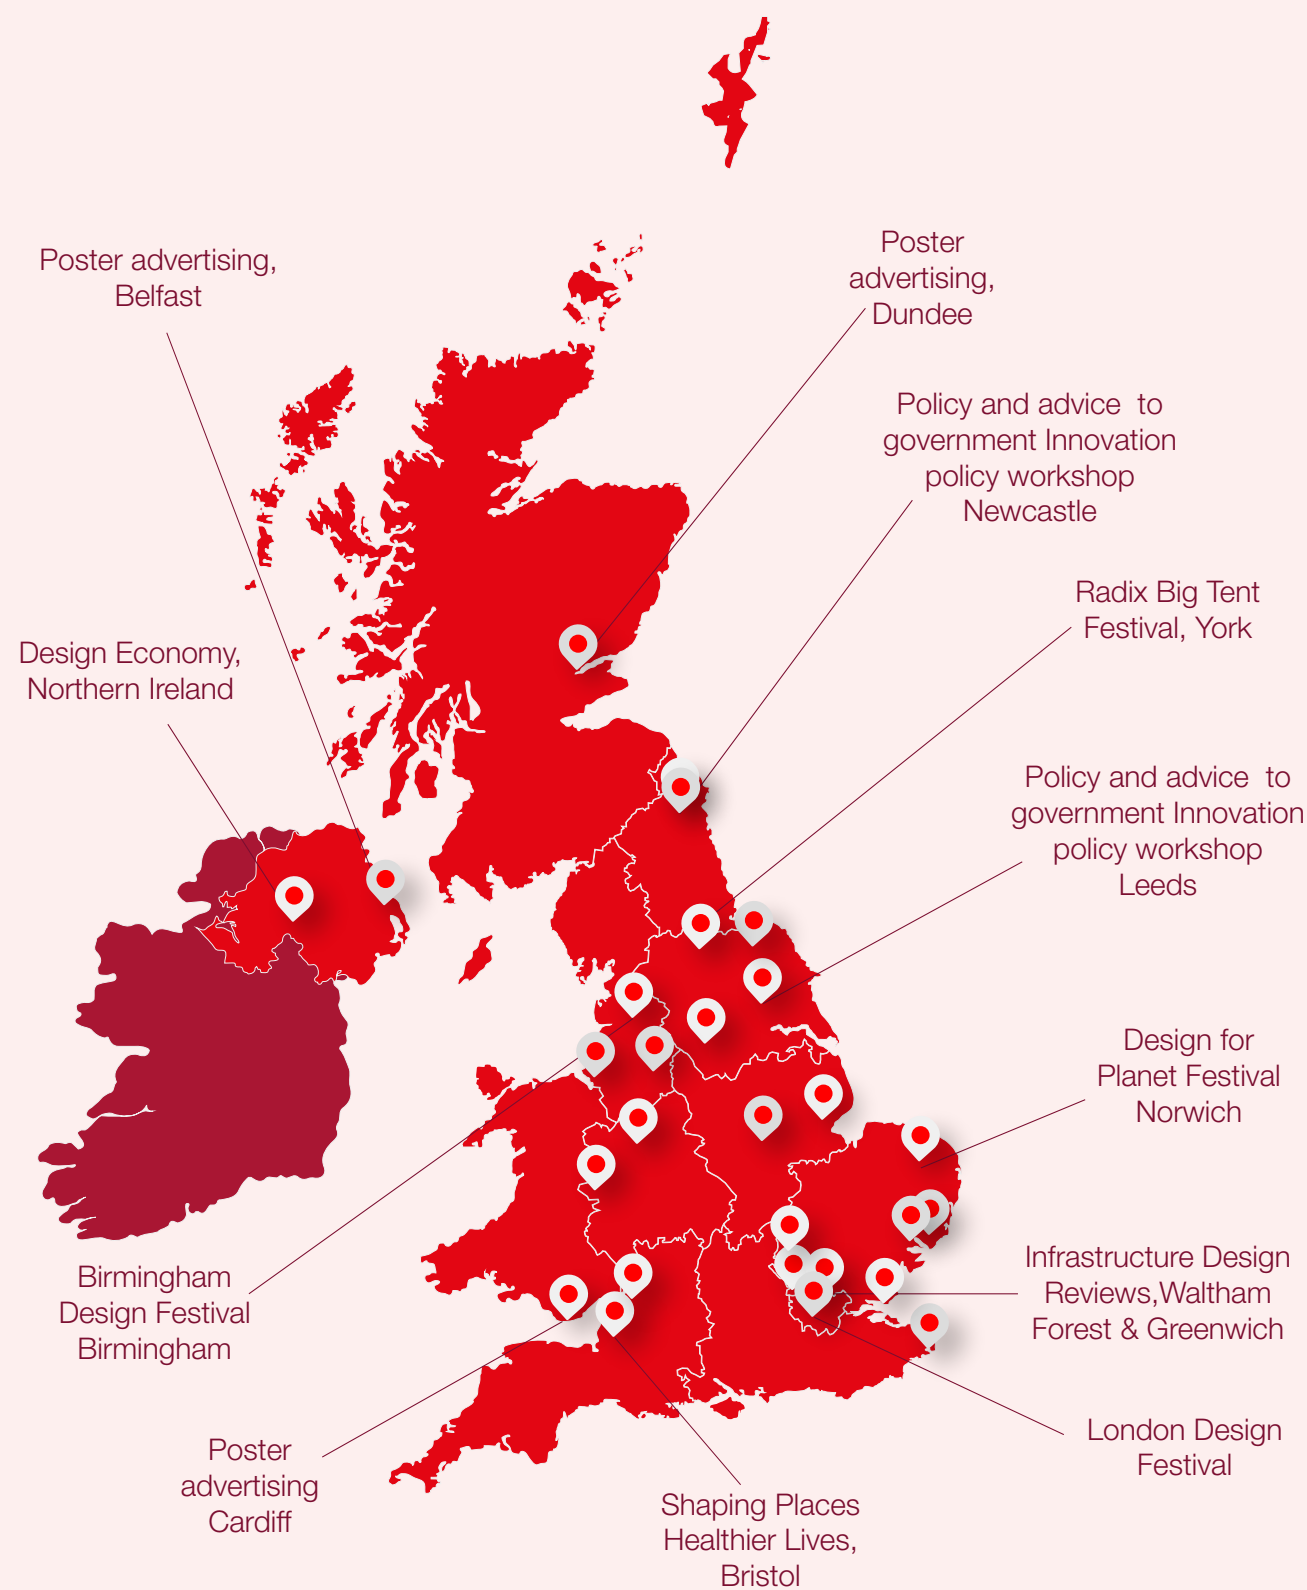 Poster advertising,
Belfast
Poster
advertising,
Dundee
Policy and advice  to
government Innovation
policy workshop
Newcastle
Radix Big Tent
Festival, York
Design Economy,
Northern Ireland
Policy and advice  to
government Innovation
policy workshop
Leeds
Design for
Planet Festival
Norwich
Birmingham
Design Festival
Birmingham
Infrastructure Design
Reviews,Waltham
Forest & Greenwich
Poster
advertising
Cardiff
London Design
Festival
Shaping Places
Healthier Lives,
Bristol